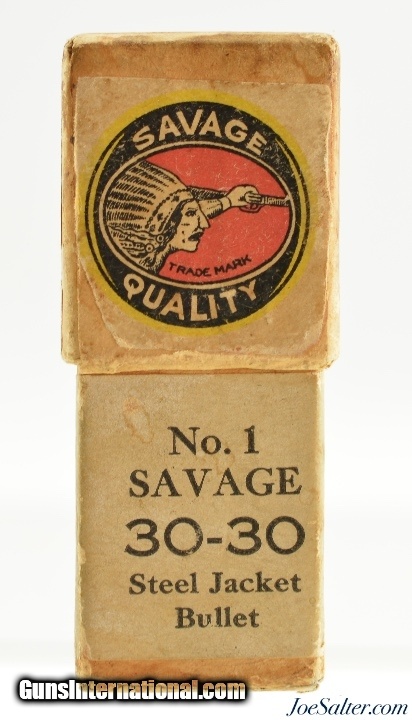 SAVAGE
TRADE MARK
QUALITY
No. 1
SAVAGE
30-30
Steel Jacket
Bullet
GunsInternational.com
JoeSalter.com